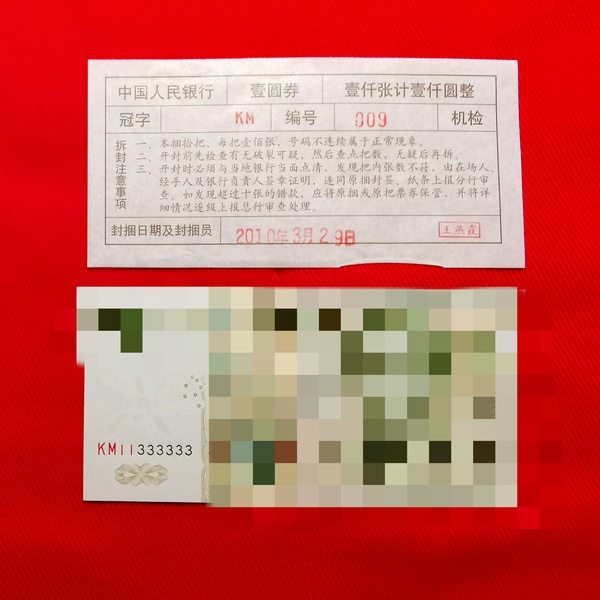 中国人民银行 壹圆券 壹仟张计壹仟圆整
冠字 KM 编号 009 机检
拆封注意事项
一、本捆拾把，每把壹佰张，号码不连续属于正常现象。
二、开封前先检查有无破裂可疑，然后查点把数，无疑后再拆。
三、开封时必须与当地银行当面点清，发现把内张数不符，由在场人、
经手人及银行负责人签章证明，连同原捆封签、纸条上报分行审
查。如发现超过十张的错款，应将原捆或原把票券保管，并将详
细情况逐级上报总行审查处理。
封捆日期及封捆员 2010年3月29日 王燕霞
KM11333333